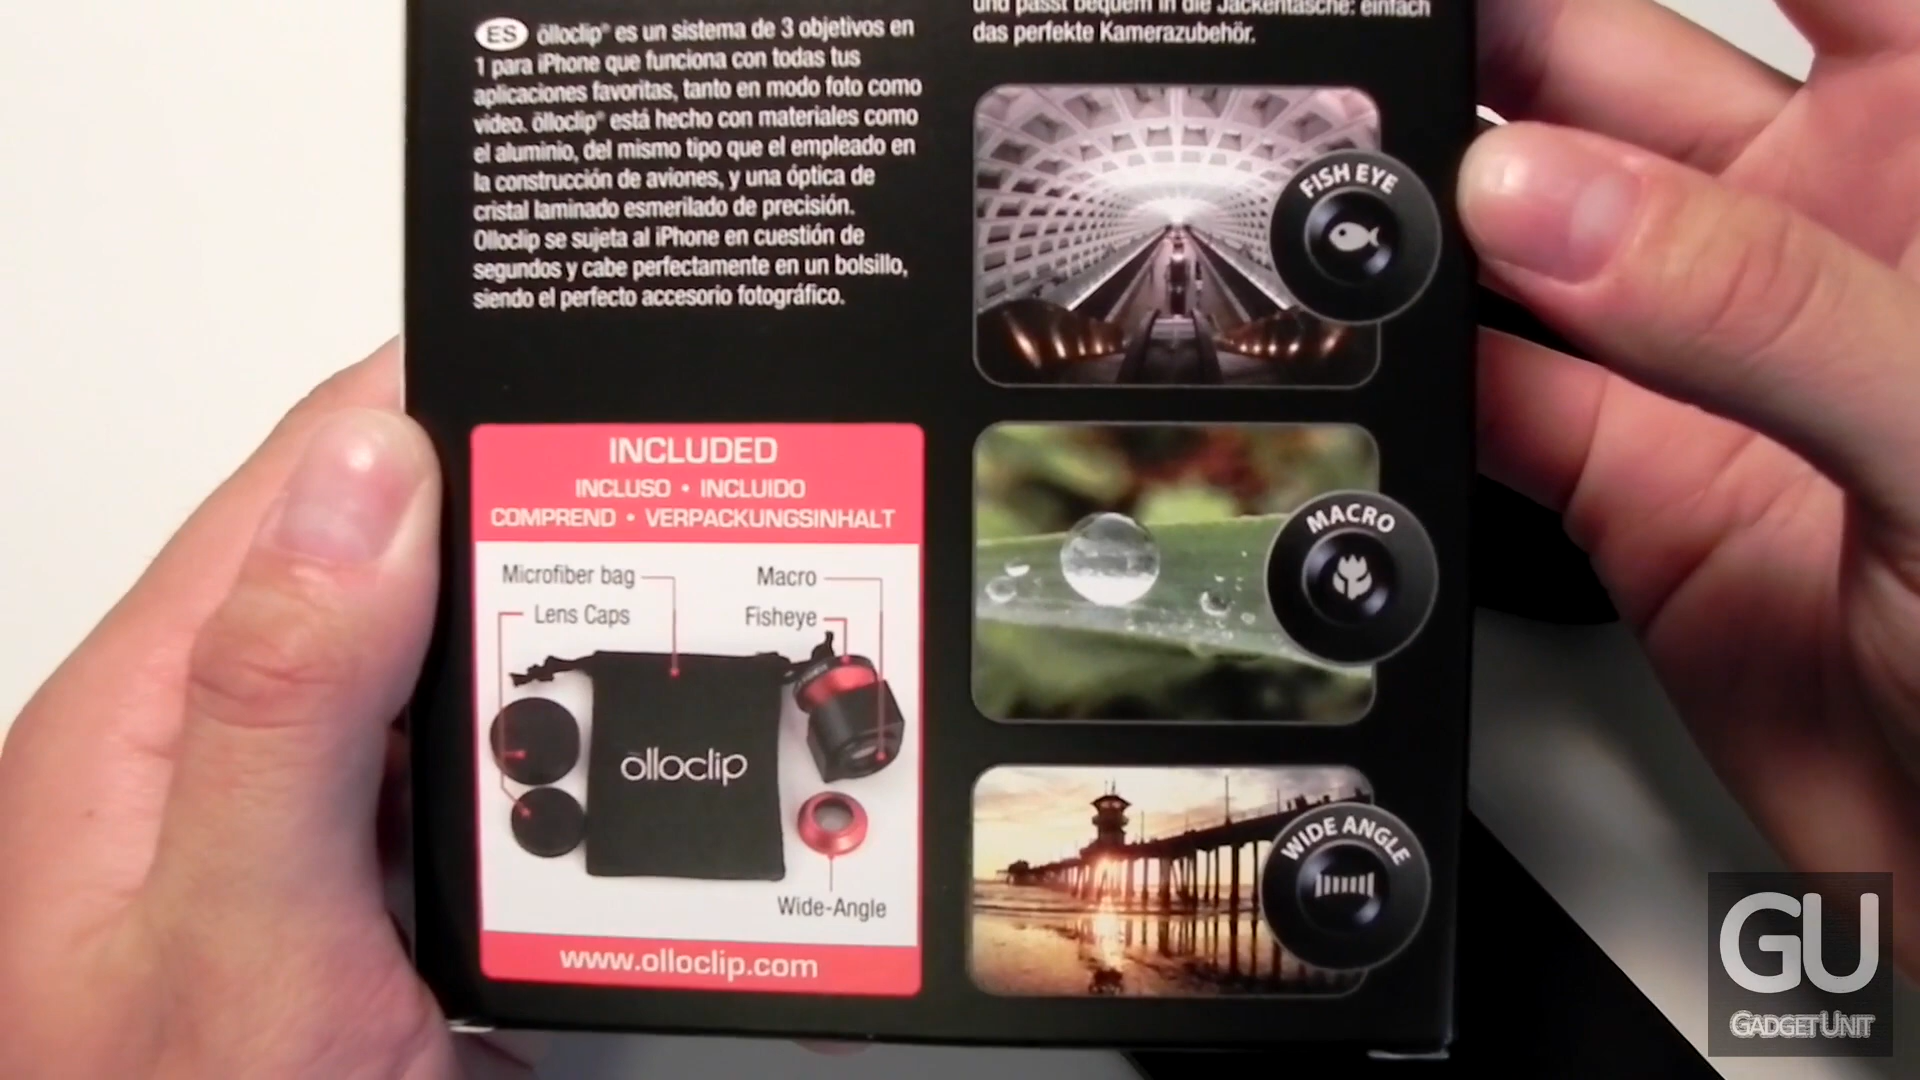 ES ōlloclip® es un sistema de 3 objetivos en
1 para iPhone que funciona con todas tus
aplicaciones favoritas, tanto en modo foto como
video. ōlloclip® está hecho con materiales como
el aluminio, del mismo tipo que el empleado en
la construcción de aviones, y una óptica de
cristal laminado esmerilado de precisión.
Olloclip se sujeta al iPhone en cuestión de
segundos y cabe perfectamente en un bolsillo,
siendo el perfecto accesorio fotográfico.
INCLUDED
INCLUSO • INCLUIDO
COMPREND • VERPACKUNGSINHALT
Microfiber bag
Macro
Lens Caps
Fisheye
ōlloclip
Wide-Angle
www.olloclip.com
und passt bequem in die Jackentasche: einfach
das perfekte Kamerazubehör.
FISH EYE
MACRO
WIDE ANGLE
GU
GADGETUNIT